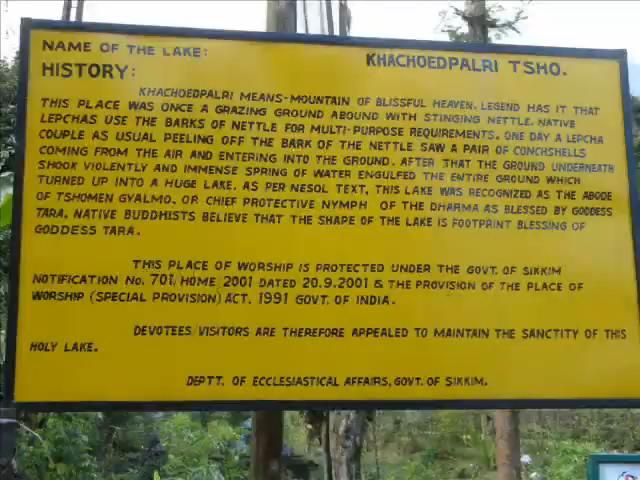 NAME OF THE LAKE: KHACHOEDPALRI TSHO.
HISTORY:
KHACHOEDPALRI MEANS-MOUNTAIN OF BLISSFUL HEAVEN. LEGEND HAS IT THAT
THIS PLACE WAS ONCE A GRAZING GROUND ABOUND WITH STINGING NETTLE. NATIVE
LEPCHAS USE THE BARKS OF NETTLE FOR MULTI-PURPOSE REQUIREMENTS. ONE DAY A LEPCHA
COUPLE AS USUAL PEELING OFF THE BARK OF THE NETTLE SAW A PAIR OF CONCHSHELLS
COMING FROM THE AIR AND ENTERING INTO THE GROUND. AFTER THAT THE GROUND UNDERNEATH
SHOOK VIOLENTLY AND IMMENSE SPRING OF WATER ENGULFED THE ENTIRE GROUND WHICH
TURNED UP INTO A HUGE LAKE. AS PER NESOL TEXT, THIS LAKE WAS RECOGNIZED AS THE ABODE
OF TSHOMEN GYALMO. OR CHIEF PROTECTIVE NYMPH OF THE DHARMA AS BLESSED BY GODDESS
TARA. NATIVE BUDDHISTS BELIEVE THAT THE SHAPE OF THE LAKE IS FOOTPRINT BLESSING OF
GODDESS TARA.
THIS PLACE OF WORSHIP IS PROTECTED UNDER THE GOVT. OF SIKKIM
NOTIFICATION NO. 701/HOME 2001 DATED 20.9.2001 & THE PROVISION OF THE PLACE OF
WORSHIP (SPECIAL PROVISION) ACT. 1991 GOVT. OF INDIA.
DEVOTEES VISITORS ARE THEREFORE APPEALED TO MAINTAIN THE SANCTITY OF THIS
HOLY LAKE.
DEPTT. OF ECCLESIASTICAL AFFAIRS, GOVT. OF SIKKIM.